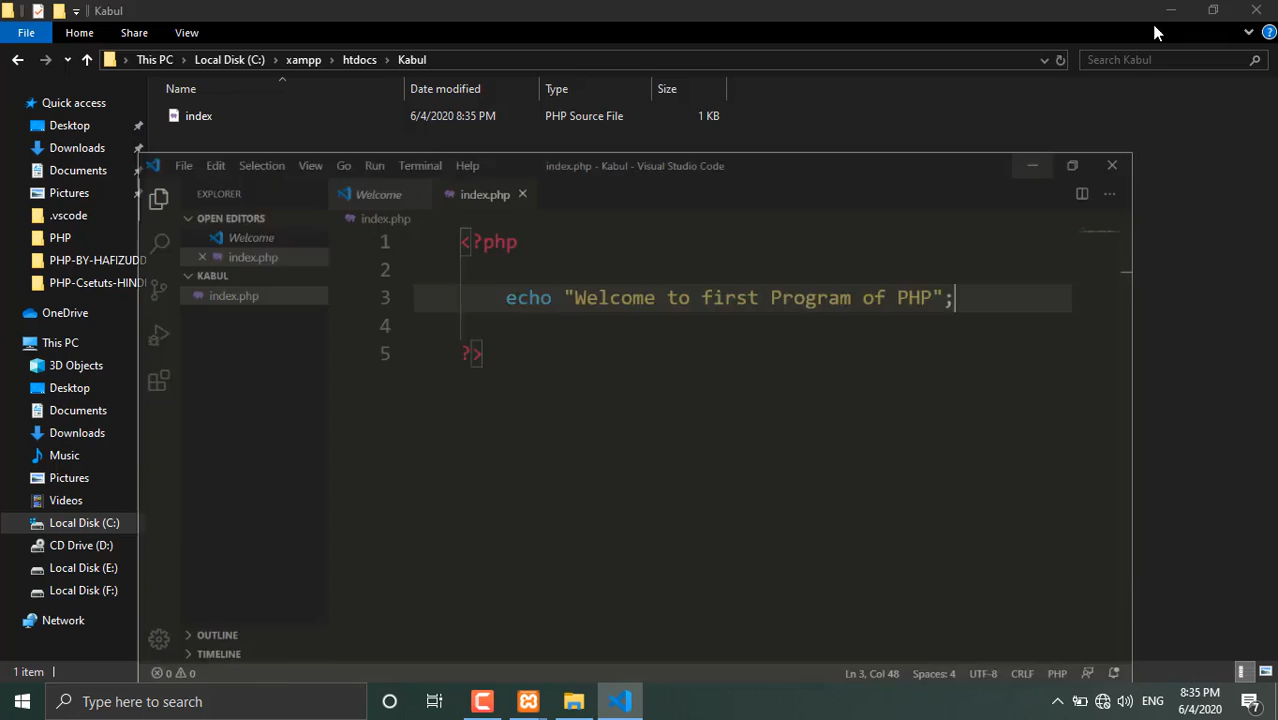 Kabul
File Home Share View
This PC Local Disk (C:) xampp htdocs Kabul Search Kabul
Name Date modified Type Size
index 6/4/2020 8:35 PM PHP Source File 1 KB
Quick access
Desktop
Downloads
Documents
Pictures
.vscode
PHP
PHP-BY-HAFIZUDD
PHP-Csetuts-HIND
OneDrive
This PC
3D Objects
Desktop
Documents
Downloads
Music
Pictures
Videos
Local Disk (C:)
CD Drive (D:)
Local Disk (E:)
Local Disk (F:)
Network
1 item
File Edit Selection View Go Run Terminal Help index.php - Kabul - Visual Studio Code
EXPLORER
OPEN EDITORS
Welcome
index.php
KABUL
index.php
OUTLINE
TIMELINE
Welcome index.php
index.php
1 <?php
2
3 echo "Welcome to first Program of PHP";
4
5 ?>
0 0 Ln 3, Col 48 Spaces: 4 UTF-8 CRLF PHP
Type here to search
ENG
8:35 PM
6/4/2020
7